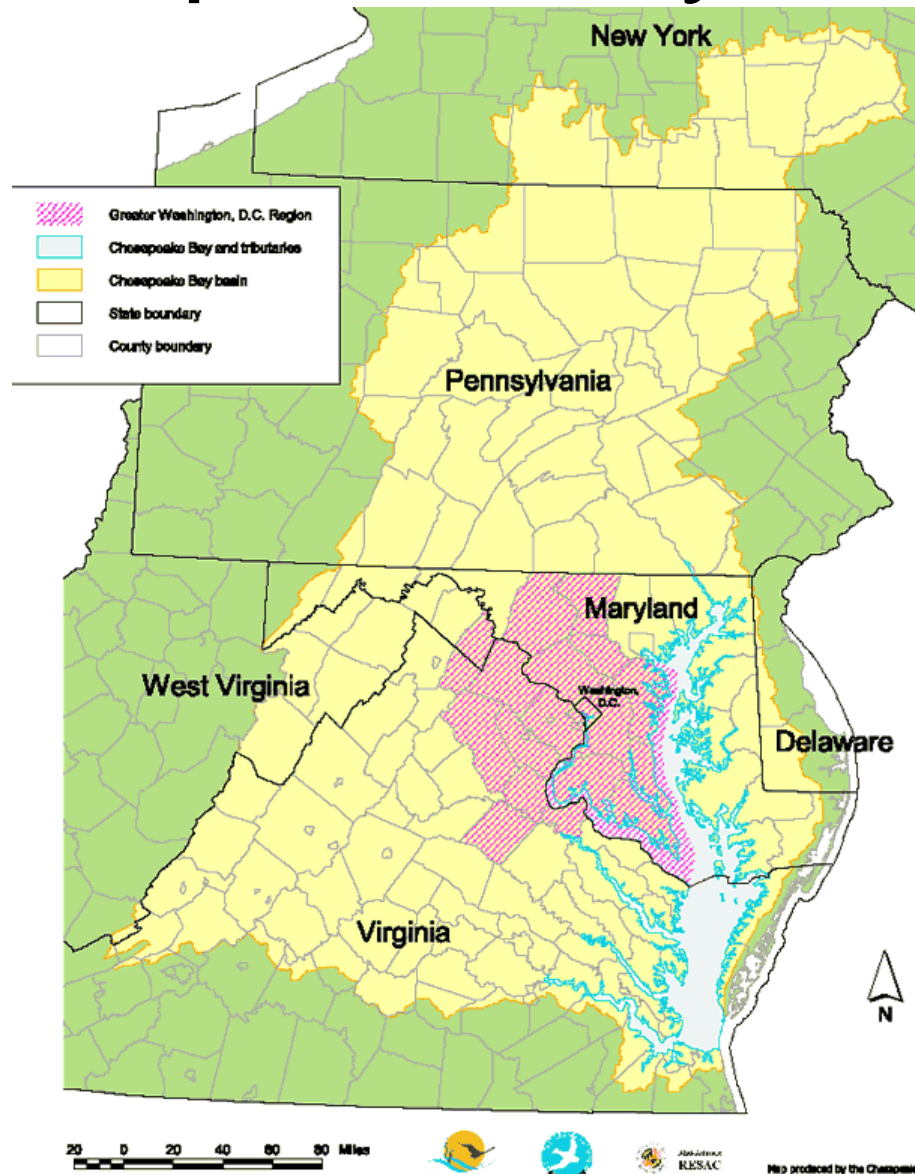 New York
Greater Washington, D.C. Region
Chesapeake Bay and tributaries
Chesapeake Bay basin
State boundary
County boundary
Pennsylvania
Maryland
West Virginia
Washington,
D.C.
Delaware
Virginia
N
20 0 20 40 60 80 Miles
RESAC
Map produced by the Chesapea